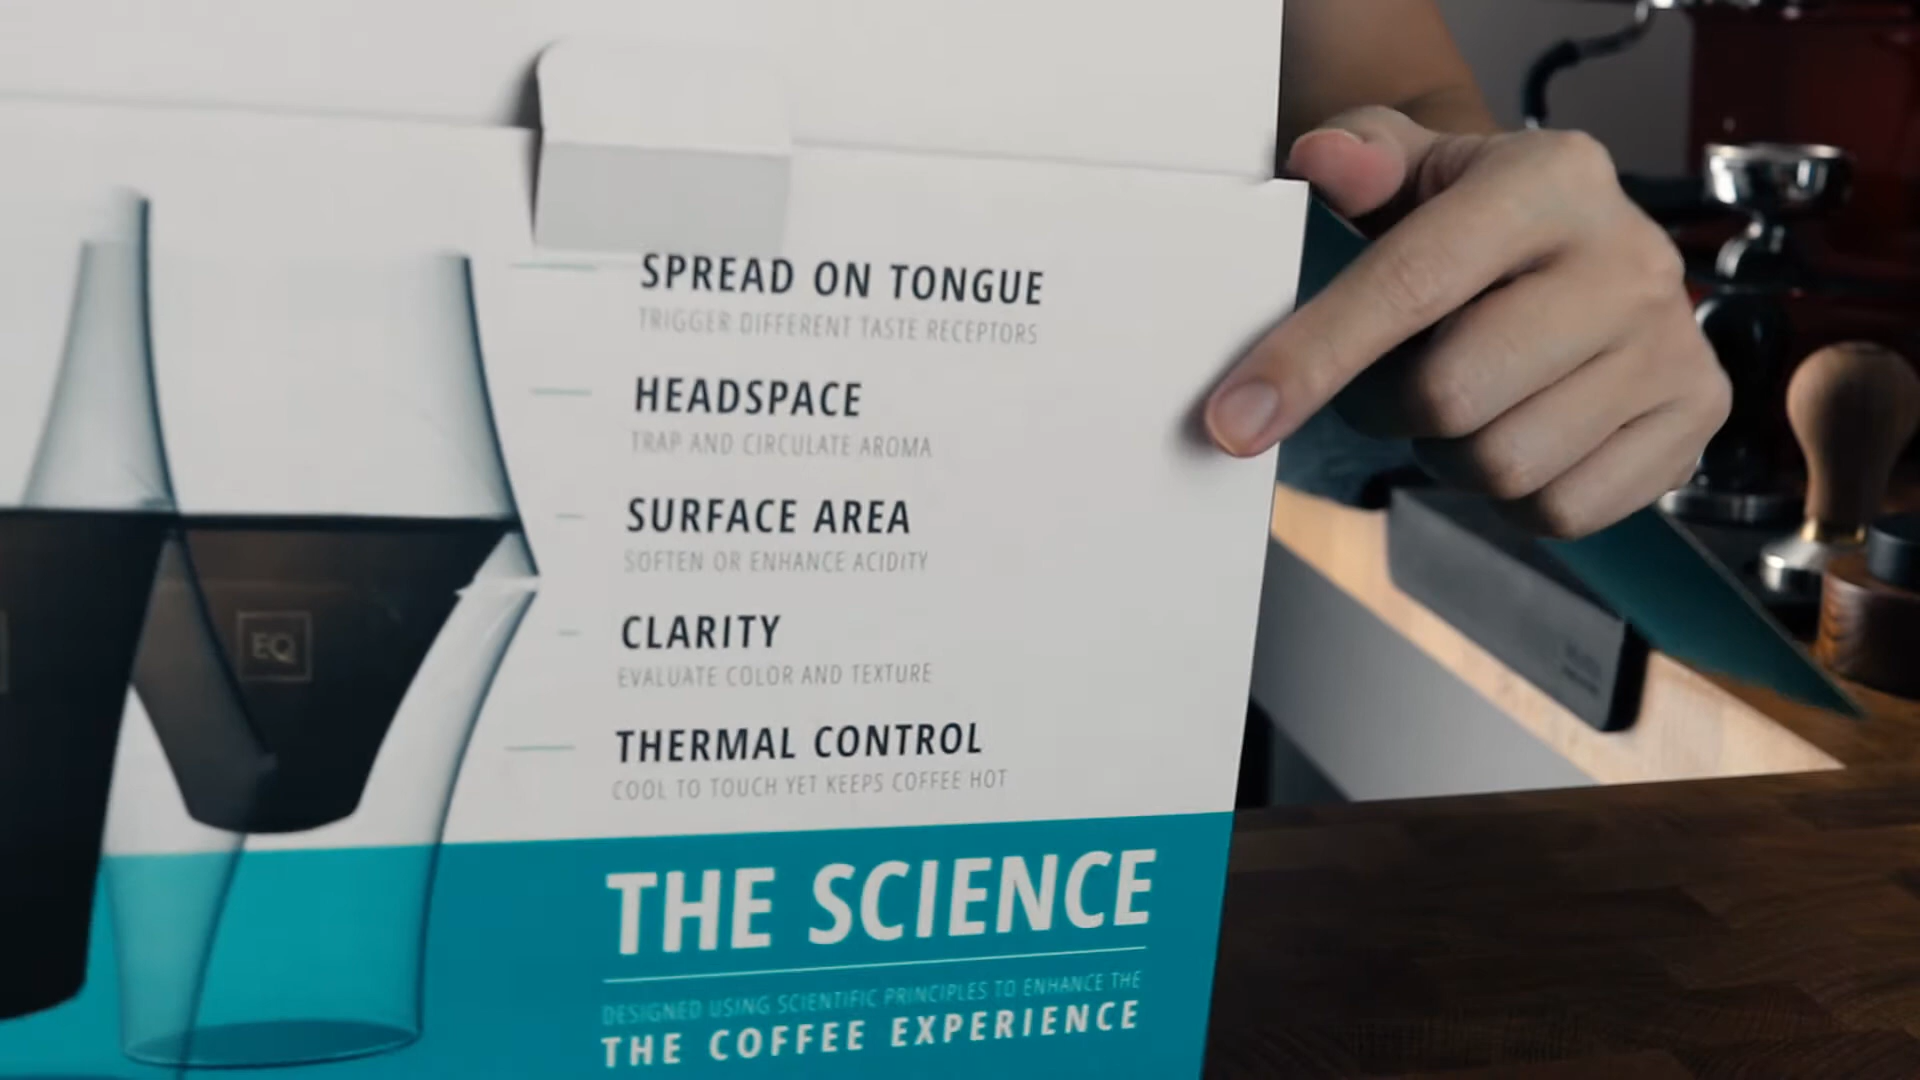 SPREAD ON TONGUE
TRIGGER DIFFERENT TASTE RECEPTORS
HEADSPACE
TRAP AND CIRCULATE AROMA
SURFACE AREA
SOFTEN OR ENHANCE ACIDITY
CLARITY
EVALUATE COLOR AND TEXTURE
THERMAL CONTROL
COOL TO TOUCH YET KEEPS COFFEE HOT
EQ
THE SCIENCE
DESIGNED USING SCIENTIFIC PRINCIPLES TO ENHANCE THE
THE COFFEE EXPERIENCE